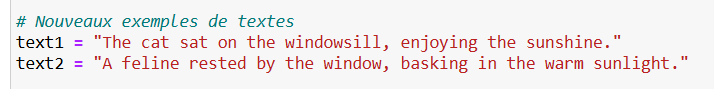 # Nouveaux exemples de textes
text1 = "The cat sat on the windowsill, enjoying the sunshine."
text2 = "A feline rested by the window, basking in the warm sunlight."